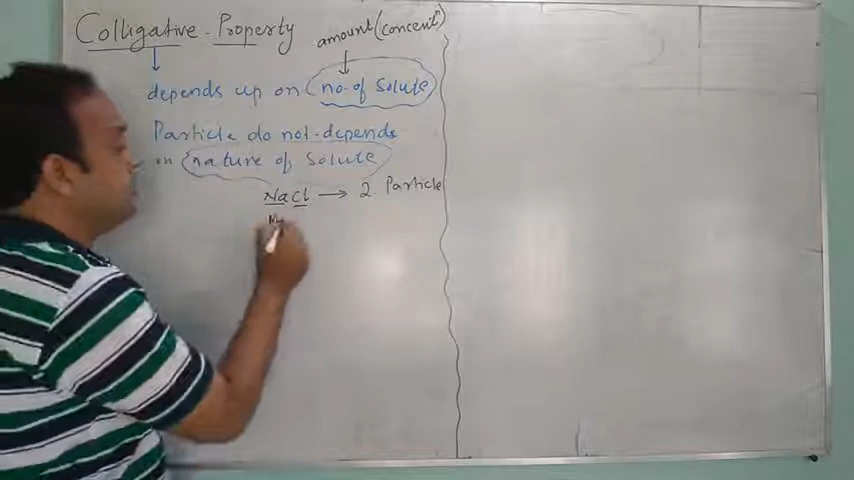 Colligative - Property
amount (concentⁿ)
depends up on no. of solute
Particle do not-depends
on nature of solute
NaCl → 2 Particle